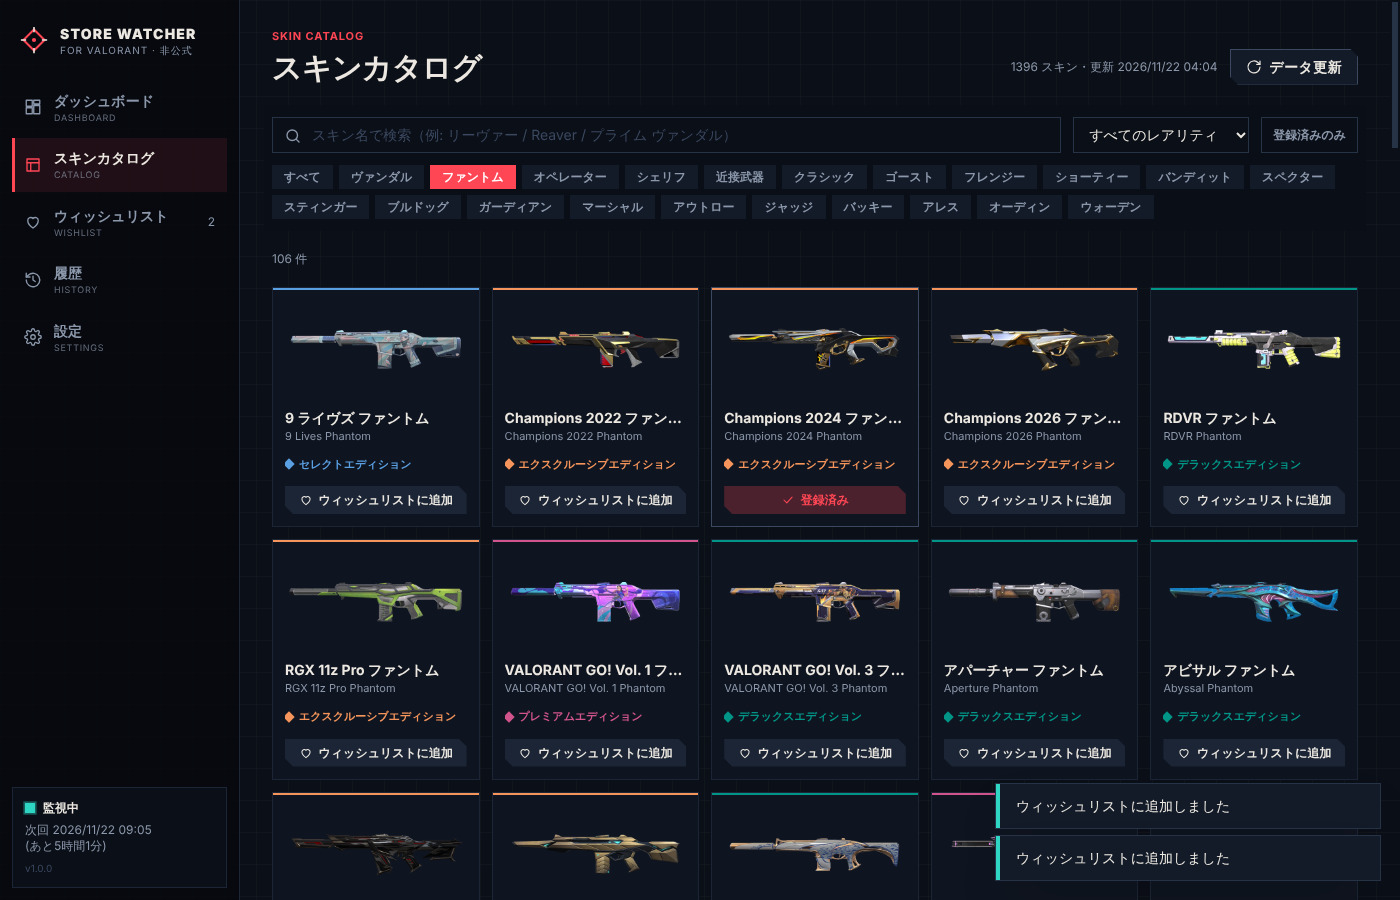 STORE WATCHER
FOR VALORANT · 非公式
ダッシュボード
DASHBOARD
スキンカタログ
CATALOG
ウィッシュリスト
WISHLIST
2
履歴
HISTORY
設定
SETTINGS
監視中
次回 2026/11/22 09:05
(あと5時間1分)
v1.0.0
SKIN CATALOG
スキンカタログ
1396 スキン・更新 2026/11/22 04:04
データ更新
スキン名で検索（例: リーヴァー / Reaver / プライム ヴァンダル）
すべてのレアリティ
登録済みのみ
すべて ヴァンダル ファントム オペレーター シェリフ 近接武器 クラシック ゴースト フレンジー ショーティー バンディット スペクター
スティンガー ブルドッグ ガーディアン マーシャル アウトロー ジャッジ バッキー アレス オーディン ウォーデン
106 件
9 ライヴズ ファントム
9 Lives Phantom
セレクトエディション
ウィッシュリストに追加
Champions 2022 ファン...
Champions 2022 Phantom
エクスクルーシブエディション
ウィッシュリストに追加
Champions 2024 ファン...
Champions 2024 Phantom
エクスクルーシブエディション
登録済み
Champions 2026 ファン...
Champions 2026 Phantom
エクスクルーシブエディション
ウィッシュリストに追加
RDVR ファントム
RDVR Phantom
デラックスエディション
ウィッシュリストに追加
RGX 11z Pro ファントム
RGX 11z Pro Phantom
エクスクルーシブエディション
ウィッシュリストに追加
VALORANT GO! Vol. 1 フ...
VALORANT GO! Vol. 1 Phantom
プレミアムエディション
ウィッシュリストに追加
VALORANT GO! Vol. 3 フ...
VALORANT GO! Vol. 3 Phantom
デラックスエディション
ウィッシュリストに追加
アパーチャー ファントム
Aperture Phantom
デラックスエディション
ウィッシュリストに追加
アビサル ファントム
Abyssal Phantom
デラックスエディション
ウィッシュリストに追加
ウィッシュリストに追加しました
ウィッシュリストに追加しました